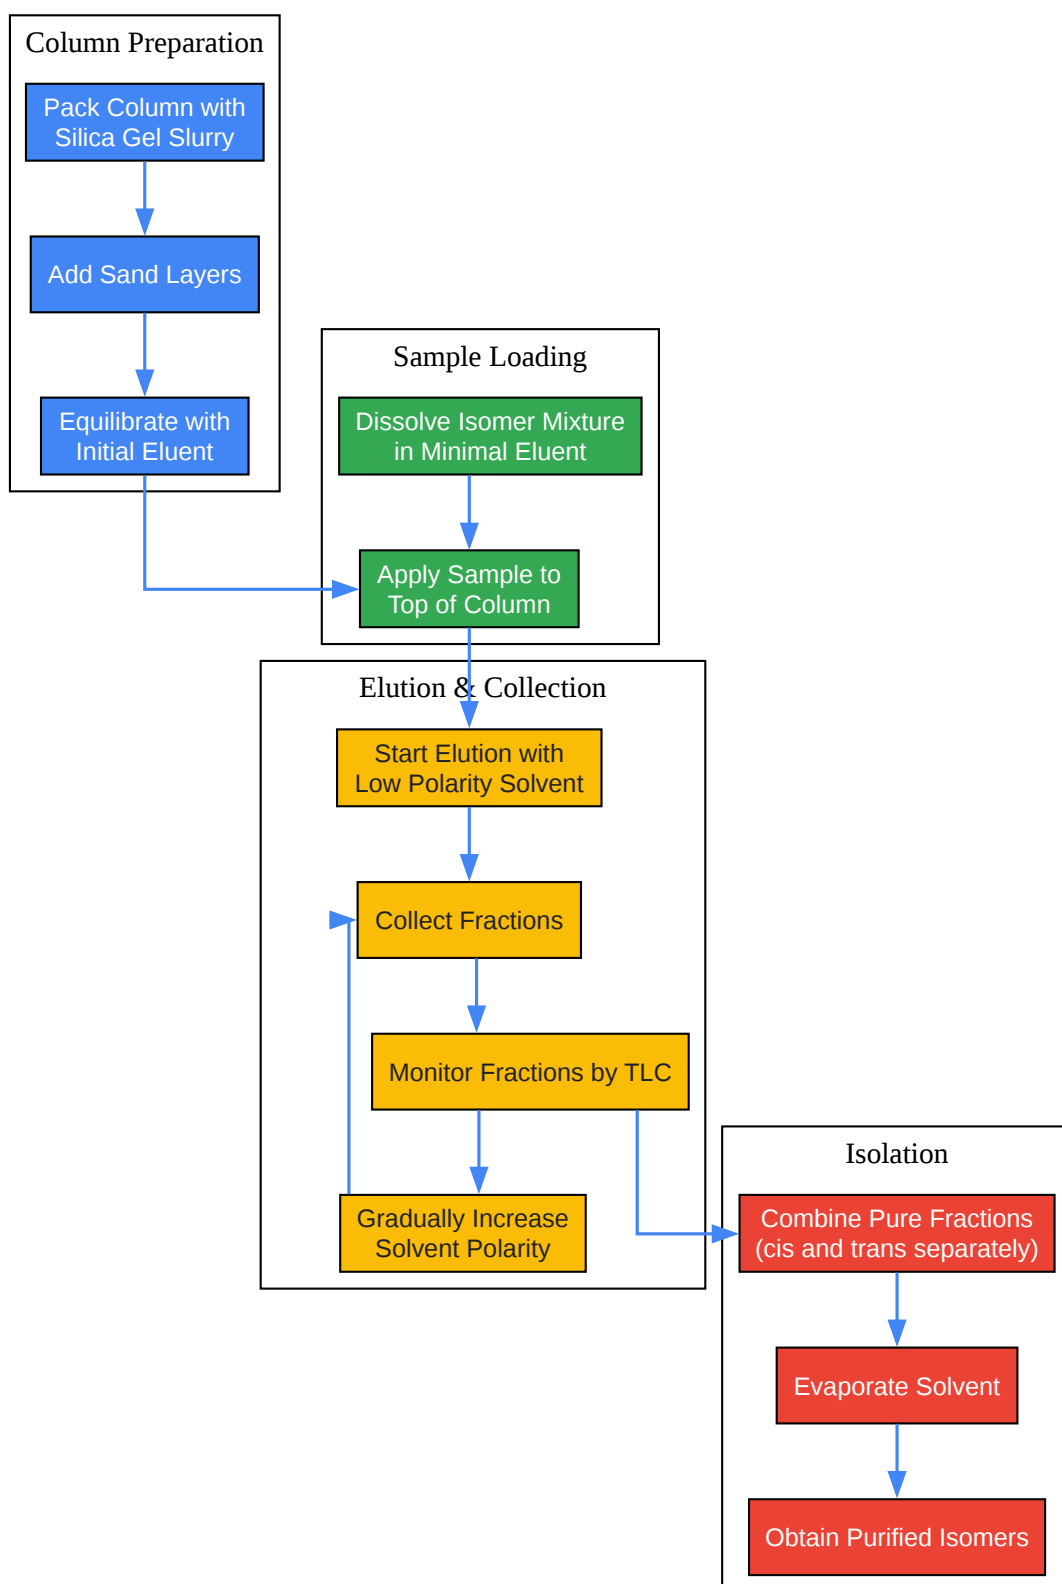 Column Preparation
Pack Column with
Silica Gel Slurry
Add Sand Layers
Equilibrate with
Initial Eluent
Sample Loading
Dissolve Isomer Mixture
in Minimal Eluent
Apply Sample to
Top of Column
Elution & Collection
Start Elution with
Low Polarity Solvent
Collect Fractions
Monitor Fractions by TLC
Gradually Increase
Solvent Polarity
Isolation
Combine Pure Fractions
(cis and trans separately)
Evaporate Solvent
Obtain Purified Isomers